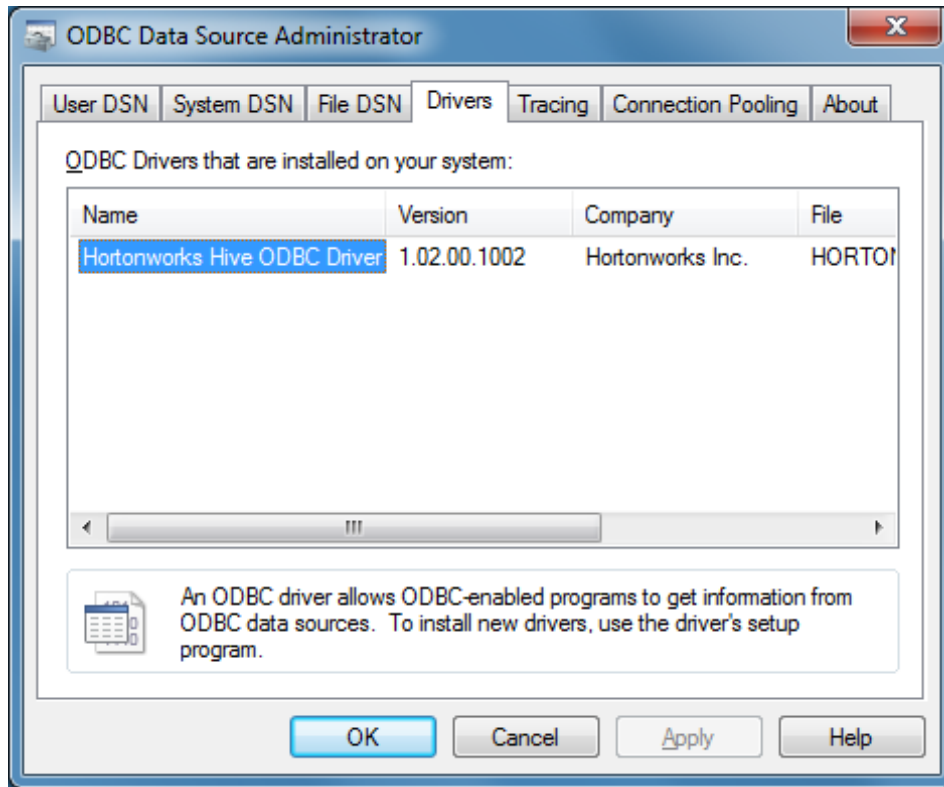 ODBC Data Source Administrator
User DSN System DSN File DSN Drivers Tracing Connection Pooling About
ODBC Drivers that are installed on your system:
Name Version Company File
Hortonworks Hive ODBC Driver 1.02.00.1002 Hortonworks Inc.
An ODBC driver allows ODBC-enabled programs to get information from
ODBC data sources. To install new drivers, use the driver's setup
program.
OK Cancel Apply Help